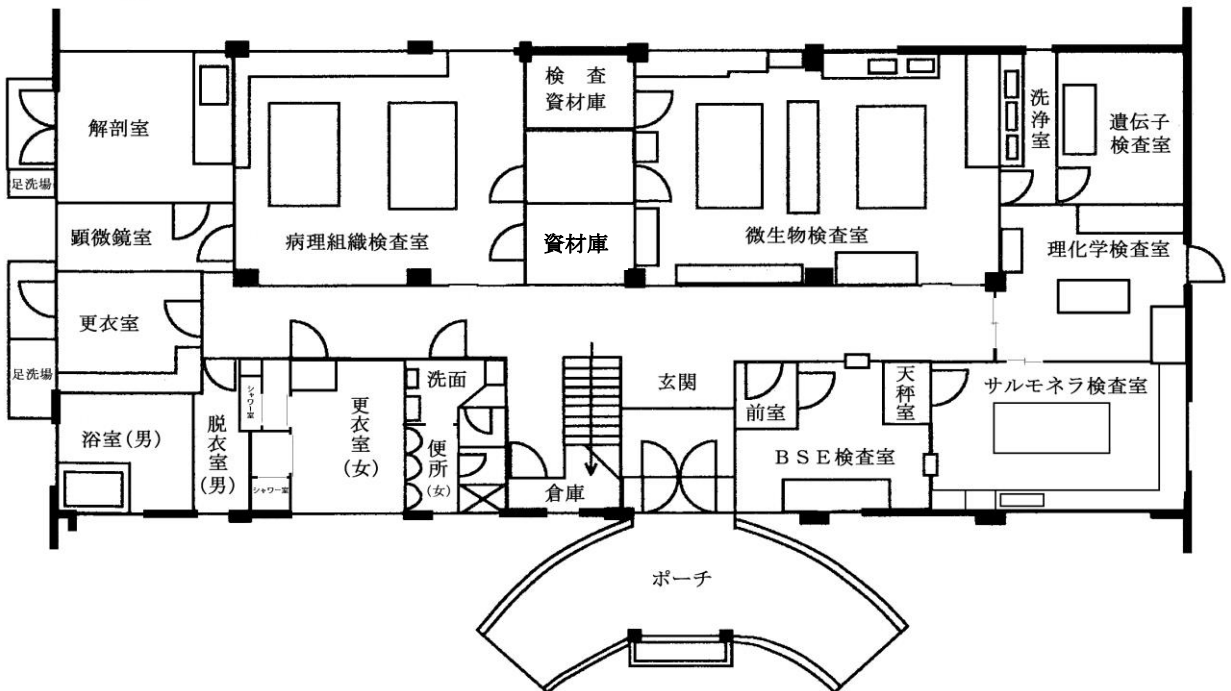 検　査
資材庫
解剖室
洗浄室
遺伝子
検査室
足洗場
顕微鏡室
病理組織検査室
資材庫
微生物検査室
理化学検査室
更衣室
足洗場
洗面
玄関
前室
天秤室
サルモネラ検査室
シャワー室
浴室(男)
脱衣室(男)
更衣室(女)
便所(女)
シャワー室
倉庫
ＢＳＥ検査室
ポーチ